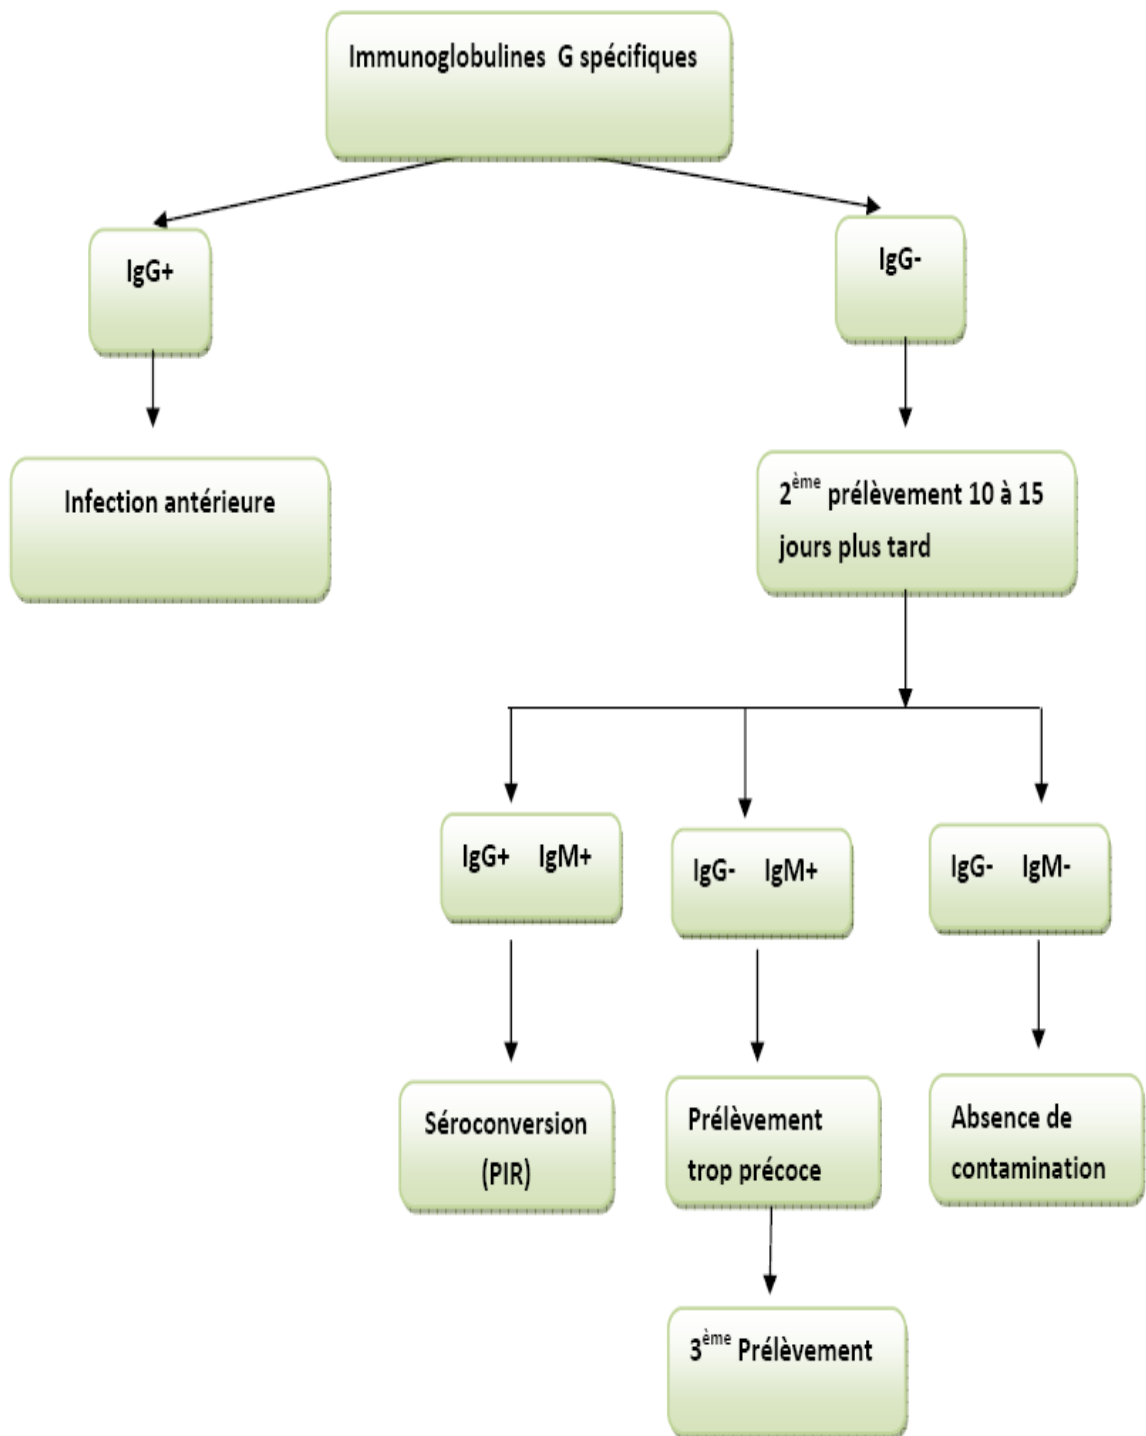 Immunoglobulines G spécifiques
IgG+
IgG-
Infection antérieure
2ème prélèvement 10 à 15
jours plus tard
IgG+ IgM+
IgG- IgM+
IgG- IgM-
Séroconversion
(PIR)
Prélèvement
trop précoce
Absence de
contamination
3ème Prélèvement